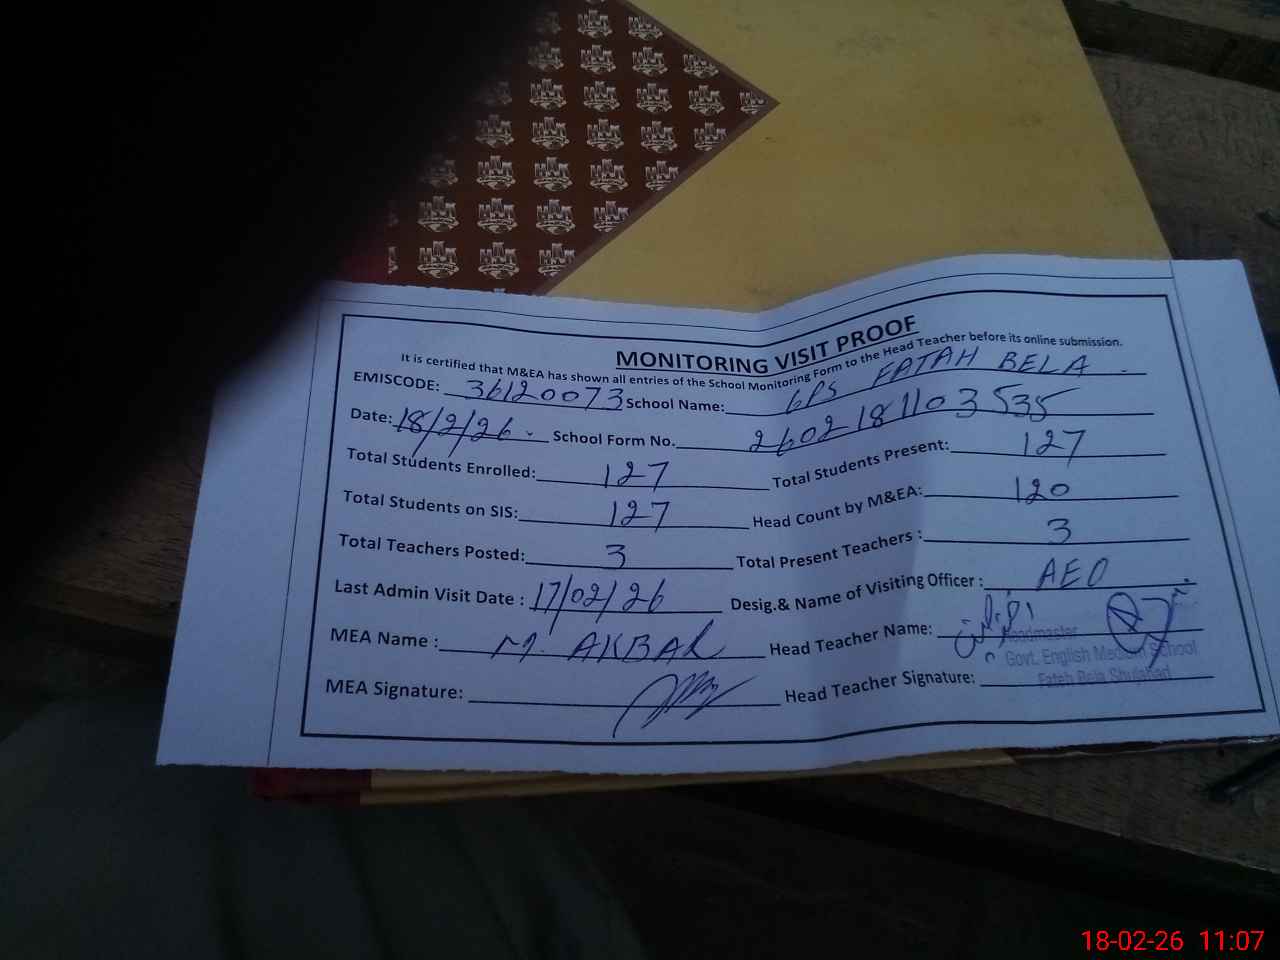 MONITORING VISIT PROOF
It is certified that M&EA has shown all entries of the School Monitoring Form to the Head Teacher before its online submission.
EMISCODE: 36120073 School Name: GPS FATAH BELA
Date: 18/2/26 School Form No. 2602181103535
Total Students Enrolled: 127 Total Students Present: 127
Total Students on SIS: 127 Head Count by M&EA: 120
Total Teachers Posted: 3 Total Present Teachers : 3
Last Admin Visit Date : 17/02/26 Desig.& Name of Visiting Officer : AEO
MEA Name : M. AKBAR Head Teacher Name:
Headmaster
Govt. English Medium School
MEA Signature: Head Teacher Signature:
Fateh Bela Shujabad
18-02-26 11:07